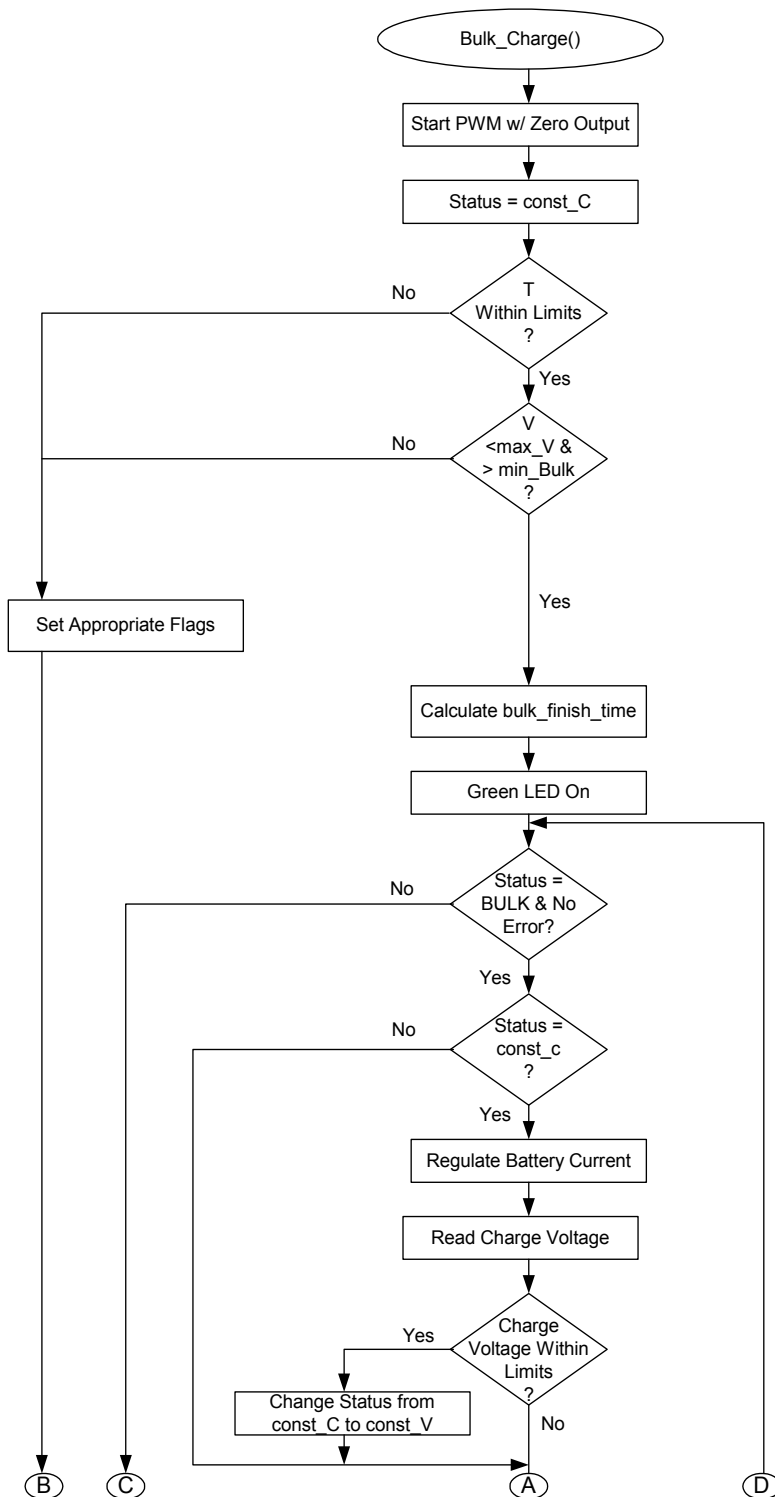 Bulk_Charge()
Start PWM w/ Zero Output
Status = const_C
T
Within Limits
?
No
Yes
V
<max_V &
> min_Bulk
?
No
Yes
Set Appropriate Flags
Calculate bulk_finish_time
Green LED On
Status =
BULK & No
Error?
No
Yes
Status =
const_c
?
No
Yes
Regulate Battery Current
Read Charge Voltage
Charge
Voltage Within
Limits
?
Yes
No
Change Status from
const_C to const_V
B
C
A
D